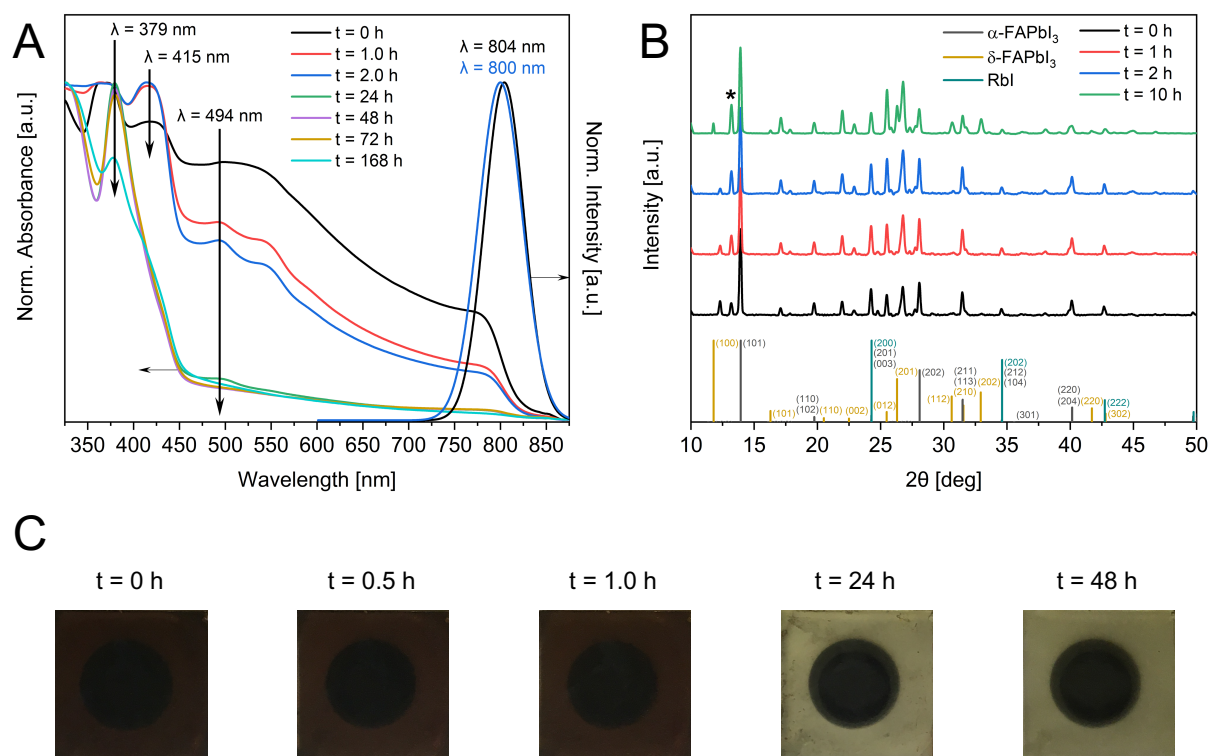 A
λ = 379 nm
λ = 415 nm
λ = 494 nm
t = 0 h
t = 1.0 h
t = 2.0 h
t = 24 h
t = 48 h
t = 72 h
t = 168 h
λ = 804 nm
λ = 800 nm
Norm. Absorbance [a.u.]
Norm. Intensity [a.u.]
350 400 450 500 550 600 650 700 750 800 850
Wavelength [nm]
B
α-FAPbI3
δ-FAPbI3
RbI
t = 0 h
t = 1 h
t = 2 h
t = 10 h
*
Intensity [a.u.]
(100)
(101)
(101)
(110)
(102)
(110)
(002)
(200)
(201)
(003)
(012)
(201)
(202)
(112)
(211)
(113)
(210)
(202)
(202)
(212)
(104)
(301)
(220)
(204)
(220)
(222)
(302)
10 15 20 25 30 35 40 45 50
2θ [deg]
C
t = 0 h
t = 0.5 h
t = 1.0 h
t = 24 h
t = 48 h